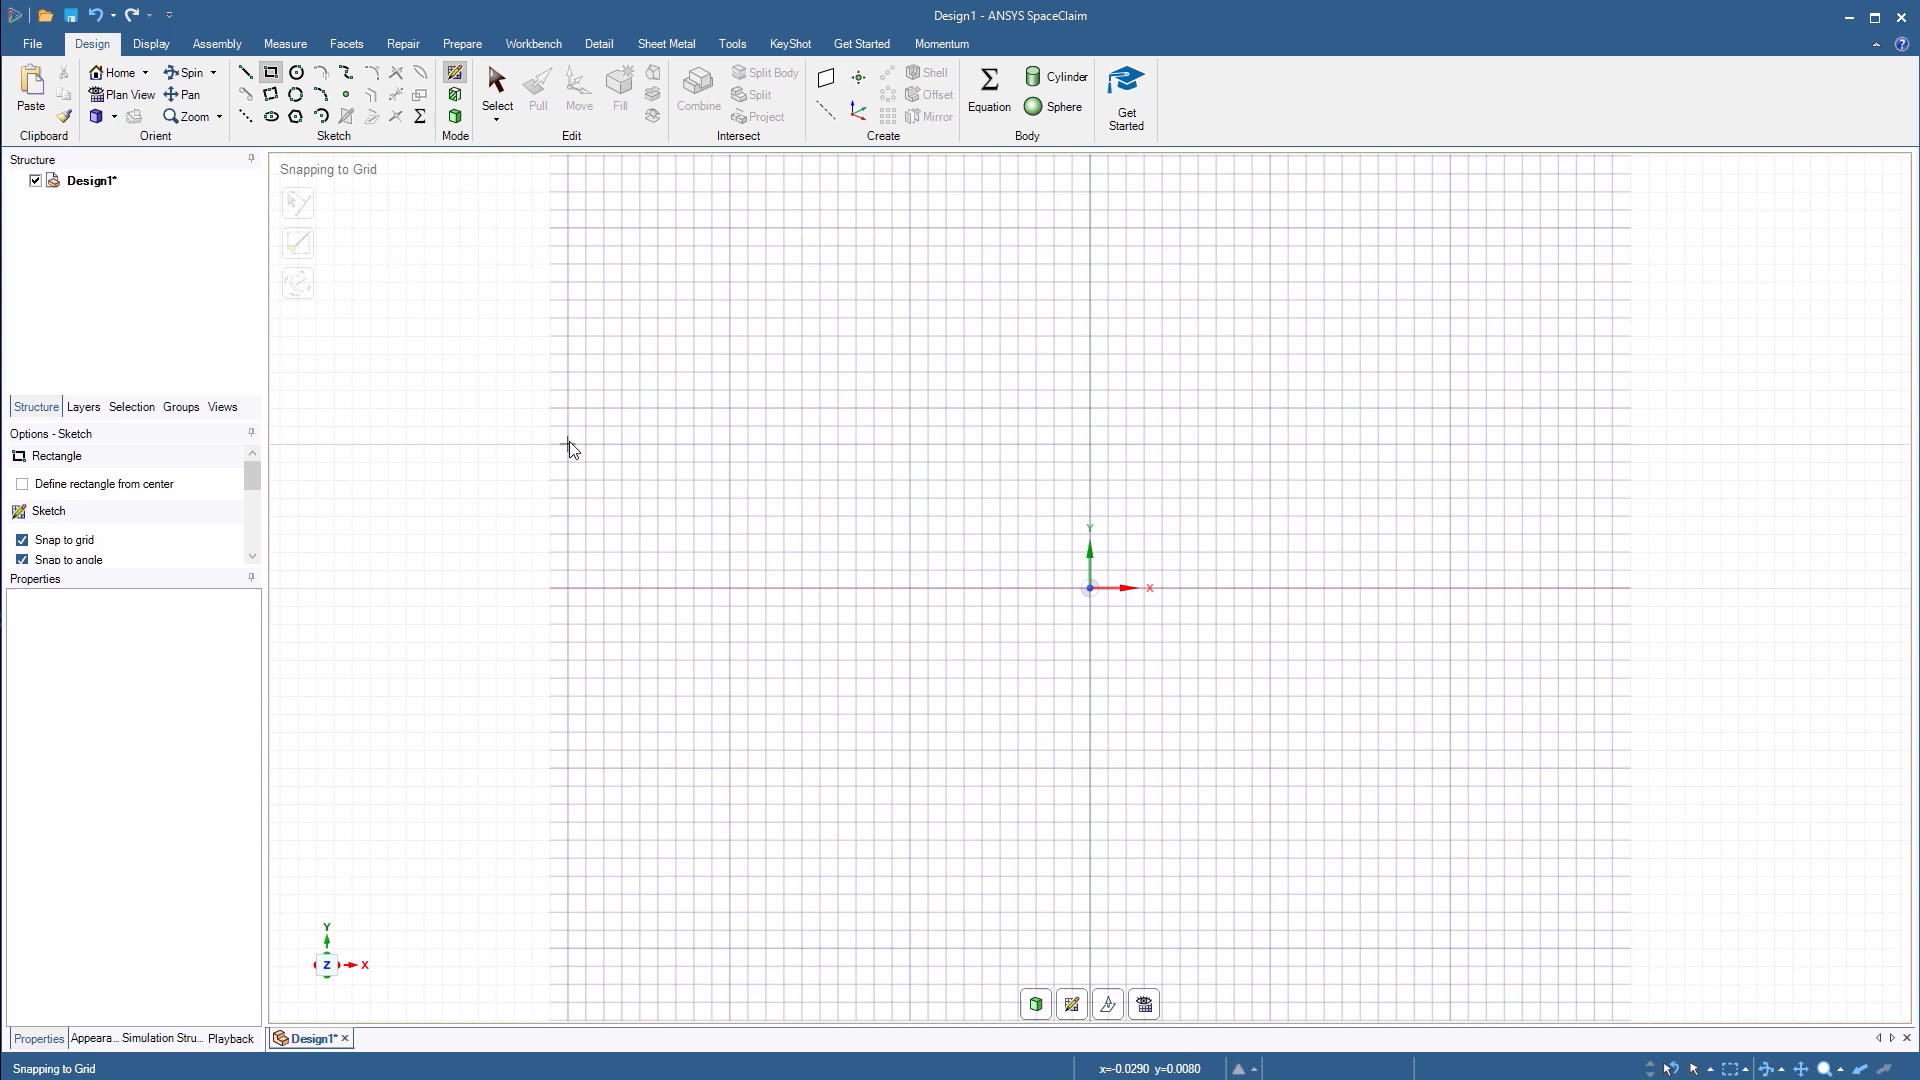 Design1 - ANSYS SpaceClaim
File Design Display Assembly Measure Facets Repair Prepare Workbench Detail Sheet Metal Tools KeyShot Get Started Momentum
Paste
Clipboard
Home Spin
Plan View Pan
Zoom
Orient
Sketch
Mode
Select Pull Move Fill
Edit
Combine
Split Body
Split
Project
Intersect
Shell
Offset
Mirror
Create
Equation
Cylinder
Sphere
Body
Get
Started
Structure
Design1*
Structure Layers Selection Groups Views
Options - Sketch
Rectangle
Define rectangle from center
Sketch
Snap to grid
Snap to angle
Properties
Properties Appeara... Simulation Stru... Playback
Snapping to Grid
Y
X
Y
Z X
Design1*
Snapping to Grid
x=-0.0290 y=0.0080